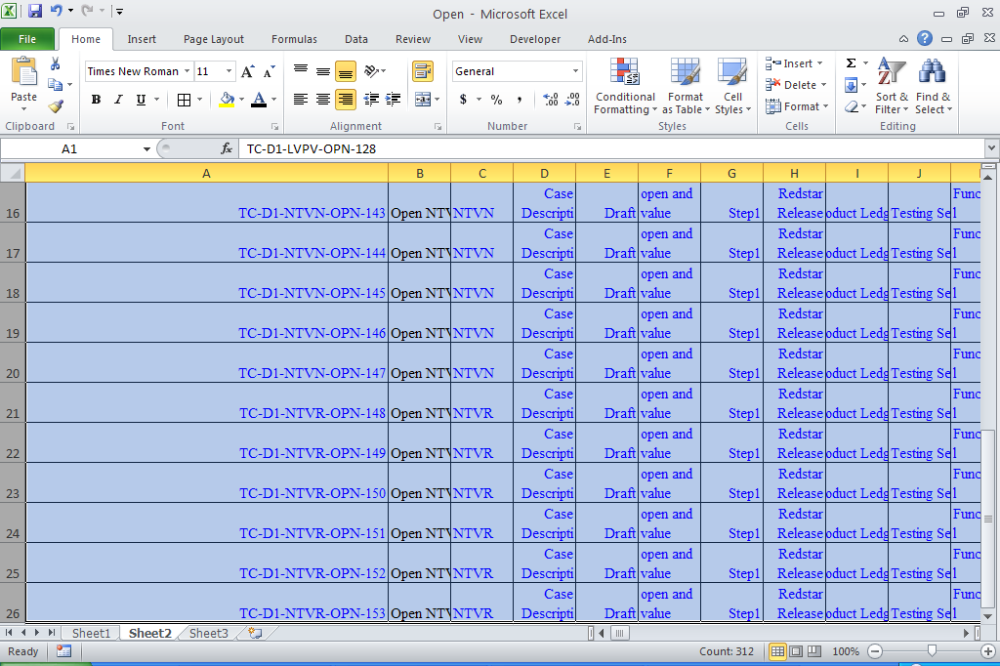 Open - Microsoft Excel
File Home Insert Page Layout Formulas Data Review View Developer Add-Ins
Times New Roman 11 General Insert
Paste Conditional Format Cell Delete Sort & Find &
Formatting as Table Styles Format Filter Select
Clipboard Font Alignment Number Styles Cells Editing
A1 fx TC-D1-LVPV-OPN-128
A B C D E F G H I J
Case open and Redstar Func
16 TC-D1-NTVN-OPN-143 Open NTV NTVN Descripti Draft value Step1 Release oduct Ledg Testing Sel
Case open and Redstar Func
17 TC-D1-NTVN-OPN-144 Open NTV NTVN Descripti Draft value Step1 Release oduct Ledg Testing Sel
Case open and Redstar Func
18 TC-D1-NTVN-OPN-145 Open NTV NTVN Descripti Draft value Step1 Release oduct Ledg Testing Sel
Case open and Redstar Func
19 TC-D1-NTVN-OPN-146 Open NTV NTVN Descripti Draft value Step1 Release oduct Ledg Testing Sel
Case open and Redstar Func
20 TC-D1-NTVN-OPN-147 Open NTV NTVN Descripti Draft value Step1 Release oduct Ledg Testing Sel
Case open and Redstar Func
21 TC-D1-NTVR-OPN-148 Open NTV NTVR Descripti Draft value Step1 Release oduct Ledg Testing Sel
Case open and Redstar Func
22 TC-D1-NTVR-OPN-149 Open NTV NTVR Descripti Draft value Step1 Release oduct Ledg Testing Sel
Case open and Redstar Func
23 TC-D1-NTVR-OPN-150 Open NTV NTVR Descripti Draft value Step1 Release oduct Ledg Testing Sel
Case open and Redstar Func
24 TC-D1-NTVR-OPN-151 Open NTV NTVR Descripti Draft value Step1 Release oduct Ledg Testing Sel
Case open and Redstar Func
25 TC-D1-NTVR-OPN-152 Open NTV NTVR Descripti Draft value Step1 Release oduct Ledg Testing Sel
Case open and Redstar Func
26 TC-D1-NTVR-OPN-153 Open NTV NTVR Descripti Draft value Step1 Release oduct Ledg Testing Sel
Sheet1 Sheet2 Sheet3
Ready Count: 312 100%